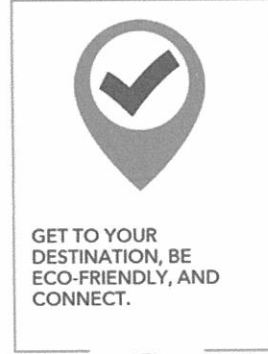 GET TO YOUR
DESTINATION, BE
ECO-FRIENDLY, AND
CONNECT.